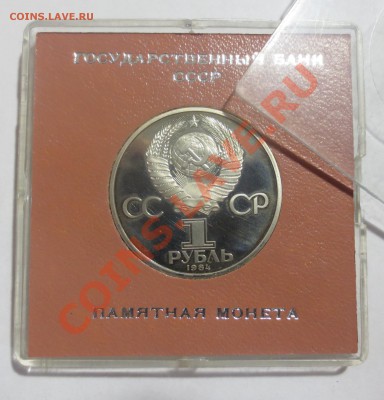 COINS.LAVE.RU
ГОСУДАРСТВЕННЫЙ БАНК
СССР
СС СР
1
РУБЛЬ
1984
ПАМЯТНАЯ МОНЕТА
COINS.LAVE.RU